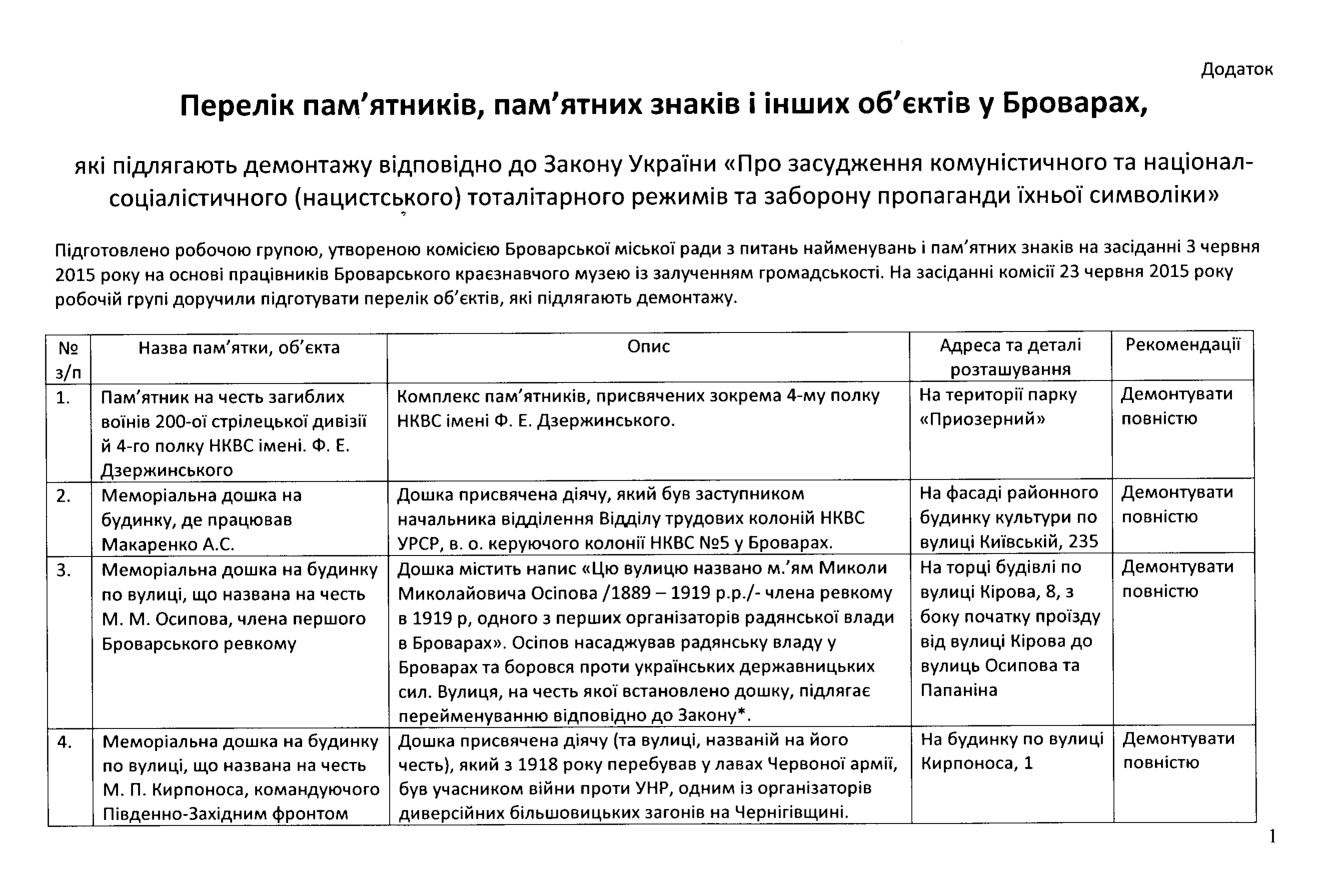 Додаток
Перелік пам’ятників, пам’ятних знаків і інших об’єктів у Броварах,
які підлягають демонтажу відповідно до Закону України «Про засудження комуністичного та націонал-
соціалістичного (нацистського) тоталітарного режимів та заборону пропаганди їхньої символіки»
Підготовлено робочою групою, утвореною комісією Броварської міської ради з питань найменувань і пам’ятних знаків на засіданні 3 червня
2015 року на основі працівників Броварського краєзнавчого музею із залученням громадськості. На засіданні комісії 23 червня 2015 року
робочій групі доручили підготувати перелік об’єктів, які підлягають демонтажу.
№
з/п
Назва пам’ятки, об’єкта
Опис
Адреса та деталі
розташування
Рекомендації
1.
Пам’ятник на честь загиблих
воїнів 200-ої стрілецької дивізії
й 4-го полку НКВС імені. Ф. Е.
Дзержинського
Комплекс пам’ятників, присвячених зокрема 4-му полку
НКВС імені Ф. Е. Дзержинського.
На території парку
«Приозерний»
Демонтувати
повністю
2.
Меморіальна дошка на
будинку, де працював
Макаренко А.С.
Дошка присвячена діячу, який був заступником
начальника відділення Відділу трудових колоній НКВС
УРСР, в. о. керуючого колонії НКВС №5 у Броварах.
На фасаді районного
будинку культури по
вулиці Київській, 235
Демонтувати
повністю
3.
Меморіальна дошка на будинку
по вулиці, що названа на честь
М. М. Осипова, члена першого
Броварського ревкому
Дошка містить напис «Цю вулицю названо м.’ям Миколи
Миколайовича Осіпова /1889 – 1919 р.р./- члена ревкому
в 1919 р, одного з перших організаторів радянської влади
в Броварах». Осіпов насаджував радянську владу у
Броварах та боровся проти українських державницьких
сил. Вулиця, на честь якої встановлено дошку, підлягає
перейменуванню відповідно до Закону*.
На торці будівлі по
вулиці Кірова, 8, з
боку початку проїзду
від вулиці Кірова до
вулиць Осипова та
Папаніна
Демонтувати
повністю
4.
Меморіальна дошка на будинку
по вулиці, що названа на честь
М. П. Кирпоноса, командуючого
Південно-Західним фронтом
Дошка присвячена діячу (та вулиці, названій на його
честь), який з 1918 року перебував у лавах Червоної армії,
був учасником війни проти УНР, одним із організаторів
диверсійних більшовицьких загонів на Чернігівщині.
На будинку по вулиці
Кирпоноса, 1
Демонтувати
повністю
1